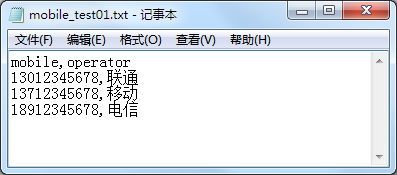 mobile_test01.txt - 记事本
文件(F) 编辑(E) 格式(O) 查看(V) 帮助(H)
mobile,operator
13012345678,联通
13712345678,移动
18912345678,电信